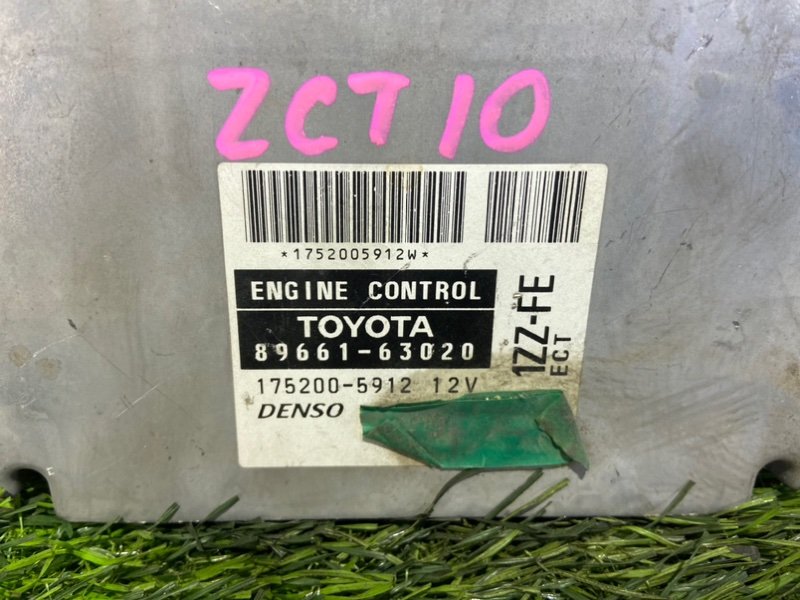 ZCT10
*1752005912W*
ENGINE CONTROL
TOYOTA
89661-63020
175200-5912 12V
DENSO
1ZZ-FE
ECT